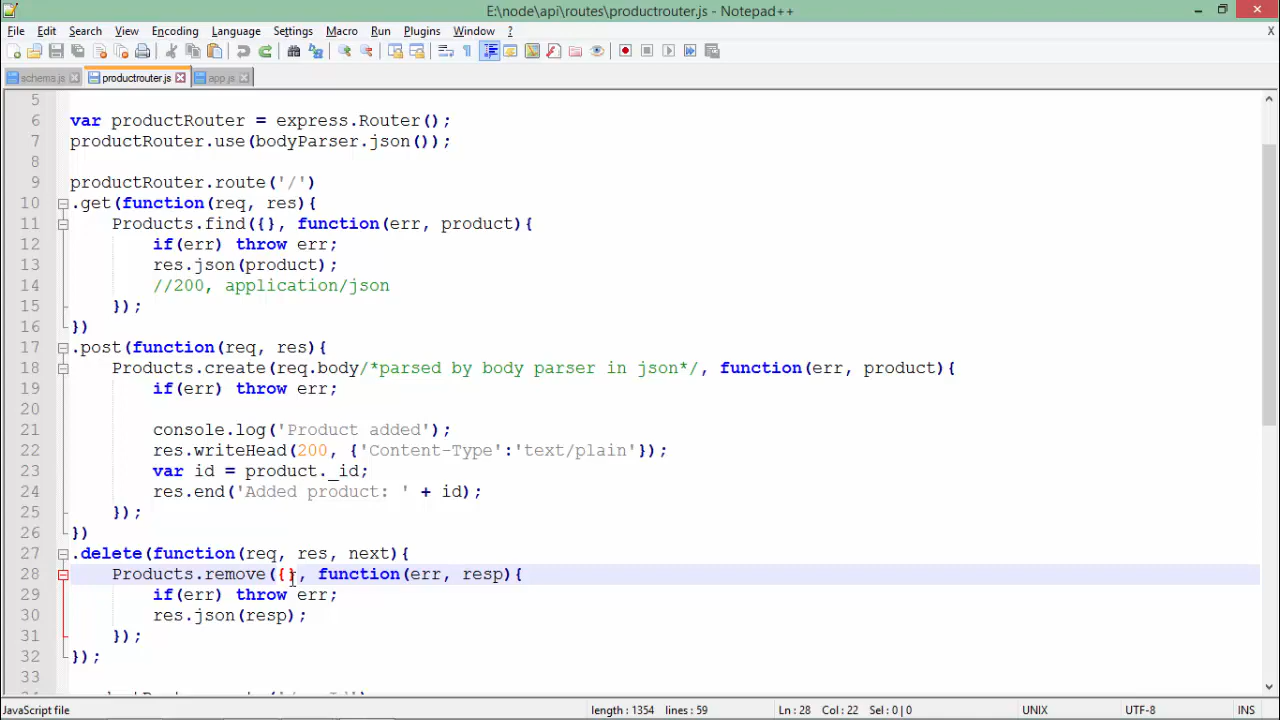 E:\node\api\routes\productrouter.js - Notepad++
File Edit Search View Encoding Language Settings Macro Run Plugins Window ? X
schema.js productrouter.js app.js
5
6 var productRouter = express.Router();
7 productRouter.use(bodyParser.json());
8
9 productRouter.route('/')
10 .get(function(req, res){
11 Products.find({}, function(err, product){
12 if(err) throw err;
13 res.json(product);
14 //200, application/json
15 });
16 })
17 .post(function(req, res){
18 Products.create(req.body/*parsed by body parser in json*/, function(err, product){
19 if(err) throw err;
20
21 console.log('Product added');
22 res.writeHead(200, {'Content-Type':'text/plain'});
23 var id = product._id;
24 res.end('Added product: ' + id);
25 });
26 })
27 .delete(function(req, res, next){
28 Products.remove({}, function(err, resp){
29 if(err) throw err;
30 res.json(resp);
31 });
32 });
33
JavaScript file length : 1354 lines : 59 Ln : 28 Col : 22 Sel : 0 | 0 UNIX UTF-8 INS